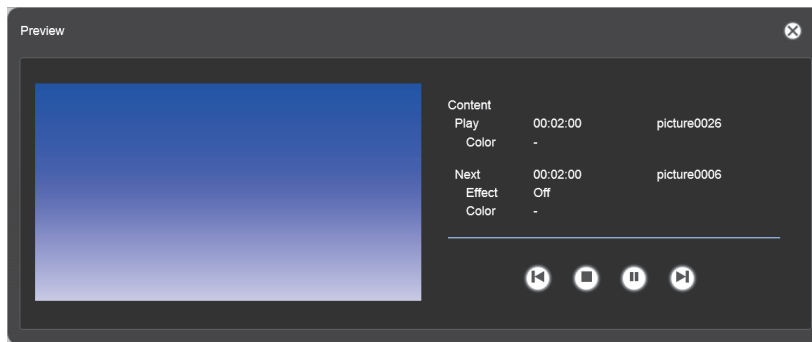 Preview
Content
Play 00:02:00 picture0026
Color -
Next 00:02:00 picture0006
Effect Off
Color -